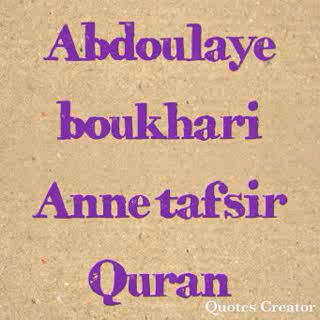 Abdoulaye
boukhari
Anne tafsir
Quran
Quotes Creator